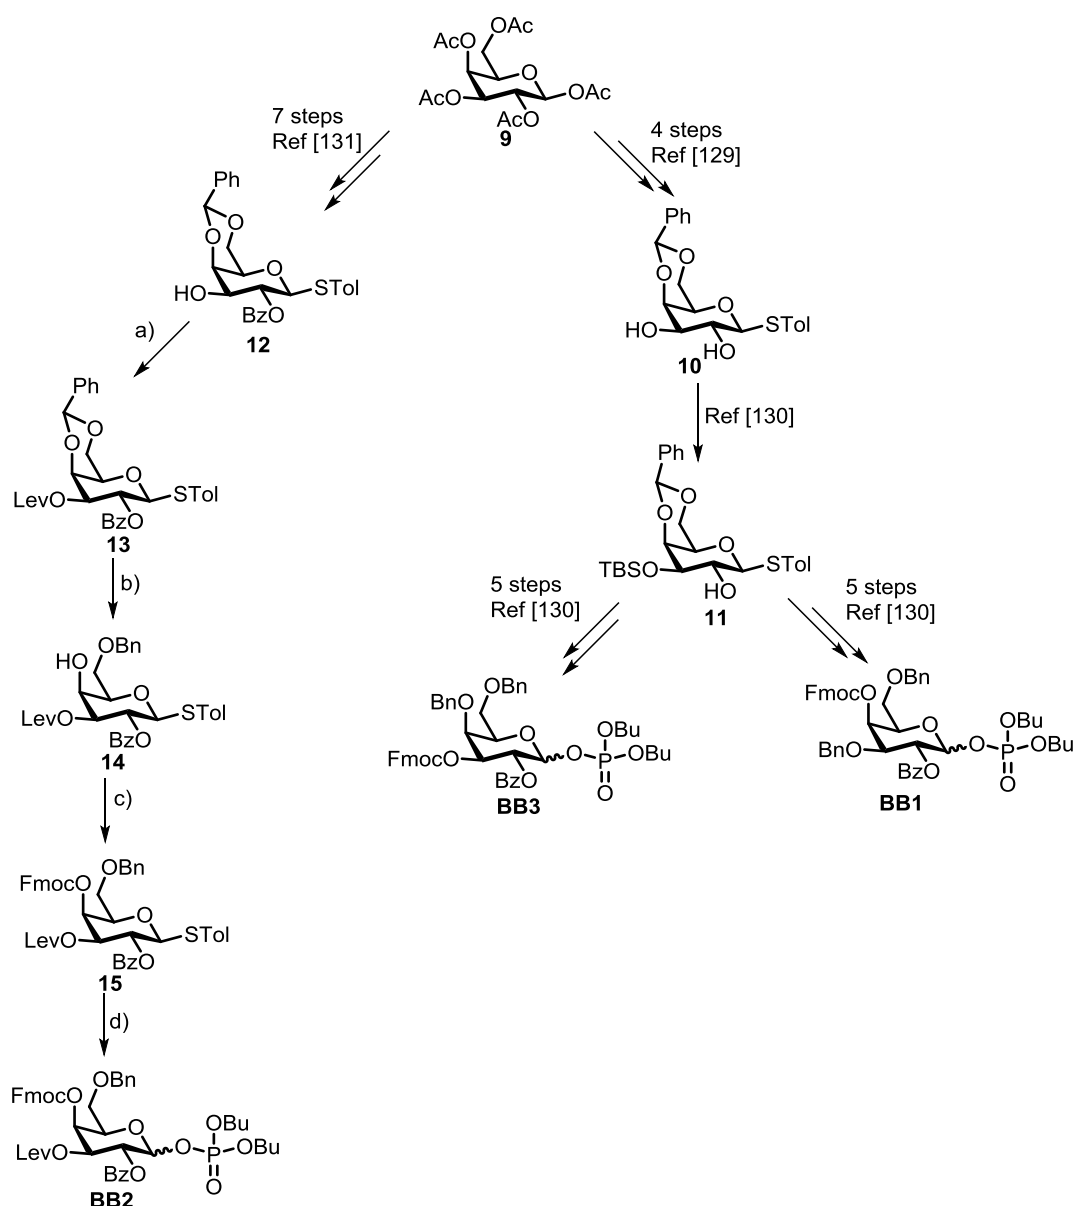 OAc
AcO
O
AcO
OAc
AcO
9
7 steps
Ref [131]
4 steps
Ref [129]
Ph
O
O
O
HO
STol
BzO
12
Ph
O
O
O
STol
HO
HO
10
a)
Ph
O
O
O
LevO
STol
BzO
13
Ref [130]
Ph
O
O
O
STol
TBSO
HO
11
b)
5 steps
Ref [130]
5 steps
Ref [130]
OBn
HO
O
LevO
STol
BzO
14
OBn
BnO
O
OBu
O
P
OBu
FmocO
BzO
O
BB3
OBn
FmocO
O
OBu
O
P
OBu
BnO
BzO
O
BB1
c)
OBn
FmocO
O
LevO
STol
BzO
15
d)
OBn
FmocO
O
OBu
O
P
OBu
LevO
BzO
O
BB2